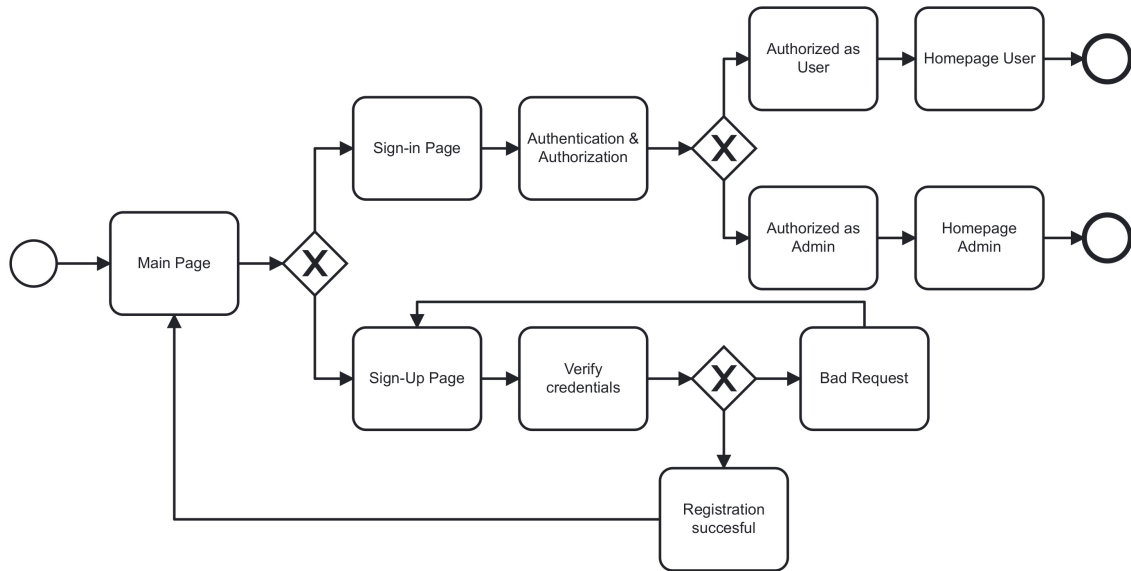 Authorized as
User
Homepage User
Sign-in Page
Authentication &
Authorization
X
Authorized as
Admin
Homepage
Admin
Main Page
X
Sign-Up Page
Verify
credentials
X
Bad Request
Registration
succesful